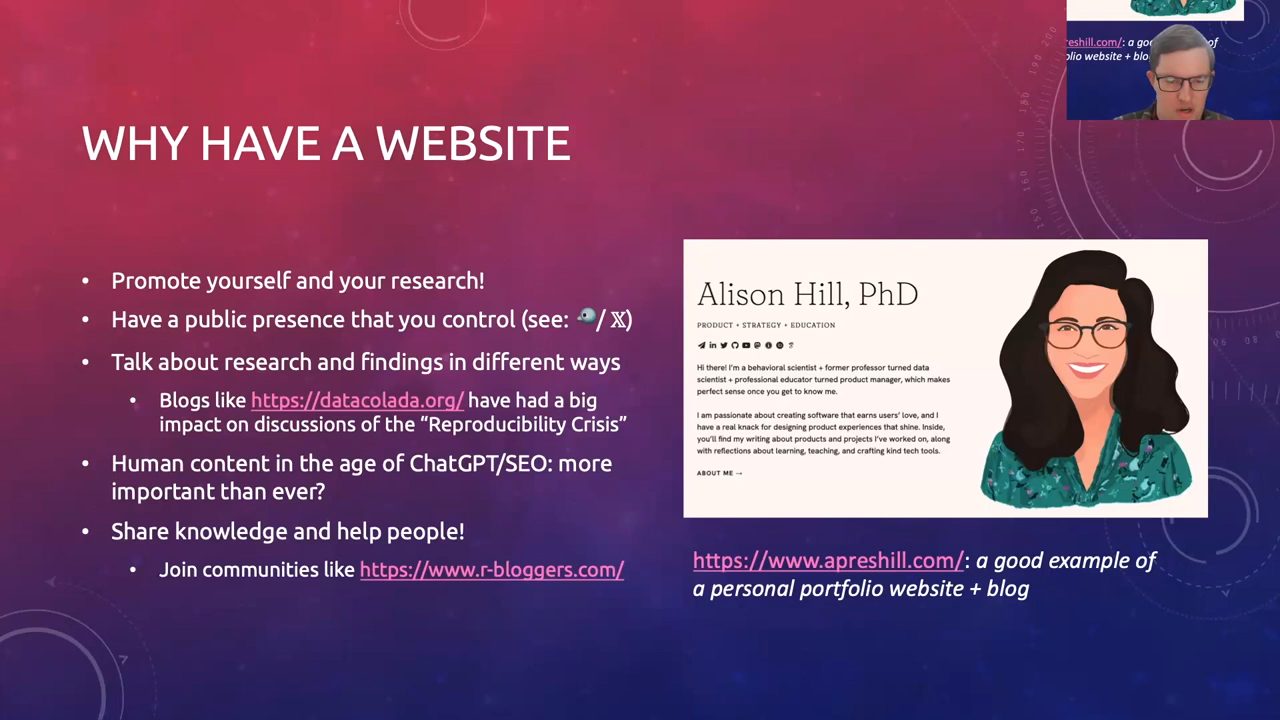 WHY HAVE A WEBSITE
• Promote yourself and your research!
• Have a public presence that you control (see: 🐦/ 𝕏)
• Talk about research and findings in different ways
• Blogs like https://datacolada.org/ have had a big
impact on discussions of the “Reproducibility Crisis”
• Human content in the age of ChatGPT/SEO: more
important than ever?
• Share knowledge and help people!
• Join communities like https://www.r-bloggers.com/
Alison Hill, PhD
PRODUCT + STRATEGY + EDUCATION
Hi there! I’m a behavioral scientist + former professor turned data
scientist + professional educator turned product manager, which makes
perfect sense once you get to know me.
I am passionate about creating software that earns users’ love, and I
have a real knack for designing product experiences that shine. Inside,
you’ll find my writing about products and projects I’ve worked on, along
with reflections about learning, teaching, and crafting kind tech tools.
ABOUT ME →
https://www.apreshill.com/: a good example of
a personal portfolio website + blog
reshill.com/: a goo of
olio website + blo
200
190
180
170
160